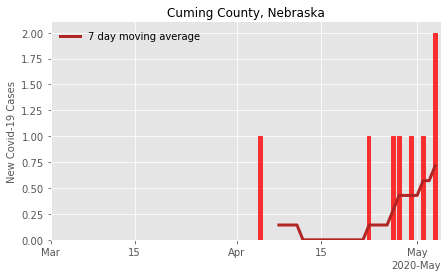 Cuming County, Nebraska
7 day moving average
New Covid-19 Cases
2.00
1.75
1.50
1.25
1.00
0.75
0.50
0.25
0.00
Mar
15
Apr
15
May
2020-May